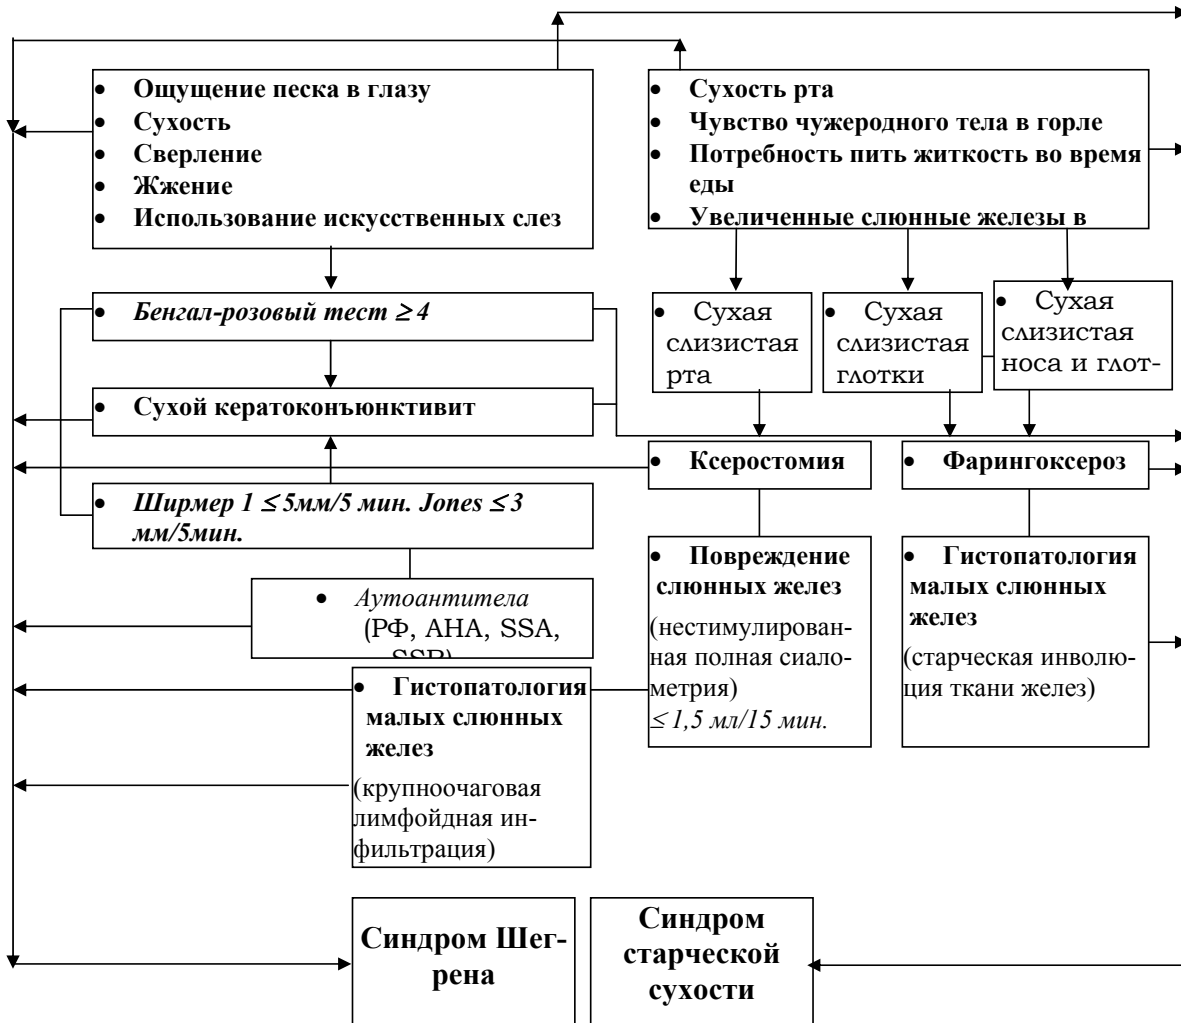 • Ощущение песка в глазу
• Сухость
• Сверление
• Жжение
• Использование искусственных слез
• Сухость рта
• Чувство чужеродного тела в горле
• Потребность пить житкость во время
еды
• Увеличенные слюнные железы в
• Бенгал-розовый тест ≥ 4
• Сухая
слизистая
рта
• Сухая
слизистая
глотки
• Сухая
слизистая
носа и глот-
• Сухой кератоконъюнктивит
• Ксеростомия
• Фарингоксероз
• Ширмер 1 ≤ 5мм/5 мин. Jones ≤ 3
мм/5мин.
• Повреждение
слюнных желез
(нестимулирован-
ная полная сиало-
метрия)
≤ 1,5 мл/15 мин.
• Гистопатология
малых слюнных
желез
(старческая инволю-
ция ткани желез)
• Аутоантитела
(РФ, АНА, SSA,
SSB)
• Гистопатология
малых слюнных
желез
(крупноочаговая
лимфойдная ин-
фильтрация)
Синдром Шег-
рена
Синдром
старческой
сухости